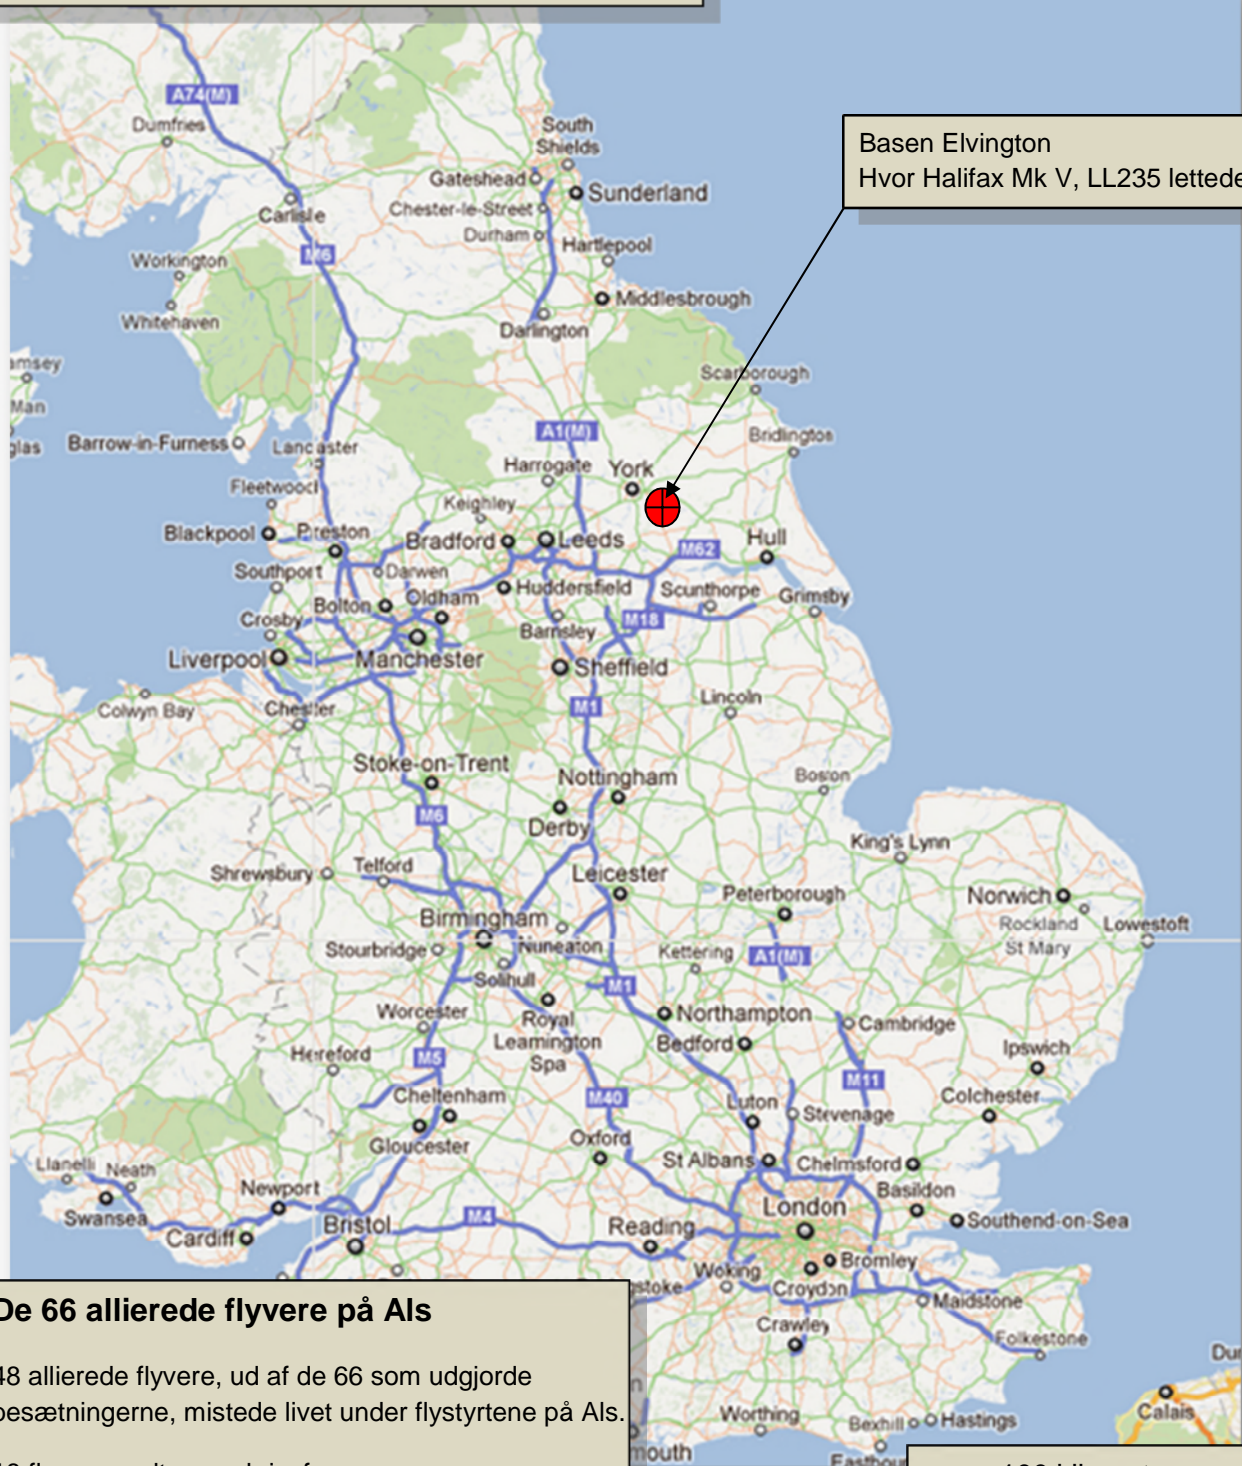 A74(M)
Dumfries
South
Shields
Gateshead
Sunderland
Carlisle
Chester-le-Street
Durham
Hartlepool
M6
Workington
Middlesbrough
Whitehaven
Darlington
Basen Elvington
Hvor Halifax Mk V, LL235 lettede
Scarborough
Man
A1(M)
Barrow-in-Furness
Lancaster
Bridlington
Harrogate
York
Fleetwood
Keighley
Blackpool
Preston
Bradford
Leeds
M62
Hull
Southport
Darwen
Huddersfield
Scunthorpe
Grimsby
Bolton
Oldham
Crosby
Barnsley
M18
Liverpool
Manchester
Sheffield
Colwyn Bay
Chester
M1
Lincoln
Stoke-on-Trent
Nottingham
Boston
M6
Derby
King's Lynn
Shrewsbury
Telford
Leicester
Peterborough
Norwich
Birmingham
Rockland
St Mary
Lowestoft
Stourbridge
Nuneaton
Kettering
A1(M)
Solihull
M1
Worcester
Royal
Leamington
Spa
Northampton
Cambridge
Hereford
M5
Bedford
Ipswich
Cheltenham
M40
M11
Colchester
Luton
Stevenage
Gloucester
Oxford
St Albans
Chelmsford
Llanelli
Neath
Newport
Basildon
Swansea
Cardiff
Bristol
M4
Reading
London
Southend-on-Sea
Woking
Bromley
Croydon
Maidstone
Crawley
Folkestone
De 66 allierede flyvere på Als
48 allierede flyvere, ud af de 66 som udgjorde
besætningerne, mistede livet under flystyrtene på Als.
Worthing
Bexhill
Hastings
Calais